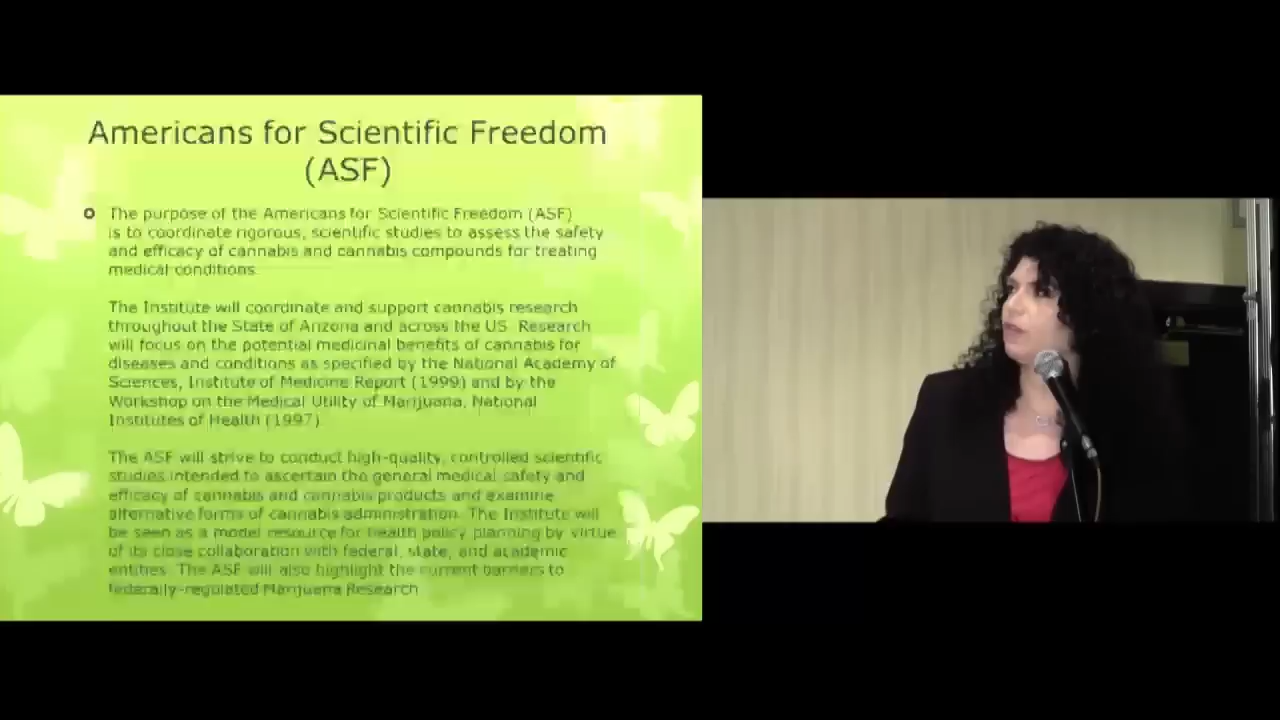 Americans for Scientific Freedom
(ASF)
The purpose of the Americans for Scientific Freedom (ASF)
is to coordinate rigorous, scientific studies to assess the safety
and efficacy of cannabis and cannabis compounds for treating
medical conditions.
The Institute will coordinate and support cannabis research
throughout the State of Arizona and across the US. Research
will focus on the potential medicinal benefits of cannabis for
diseases and conditions as specified by the National Academy of
Sciences, Institute of Medicine Report (1999) and by the
Workshop on the Medical Utility of Marijuana, National
Institutes of Health (1997).
The ASF will strive to conduct high-quality, controlled scientific
studies intended to ascertain the general medical safety and
efficacy of cannabis and cannabis products and examine
alternative forms of cannabis administration. The Institute will
be seen as a model resource for health policy planning by virtue
of its close collaboration with federal, state, and academic
entities. The ASF will also highlight the current barriers to
federally-regulated Marijuana Research